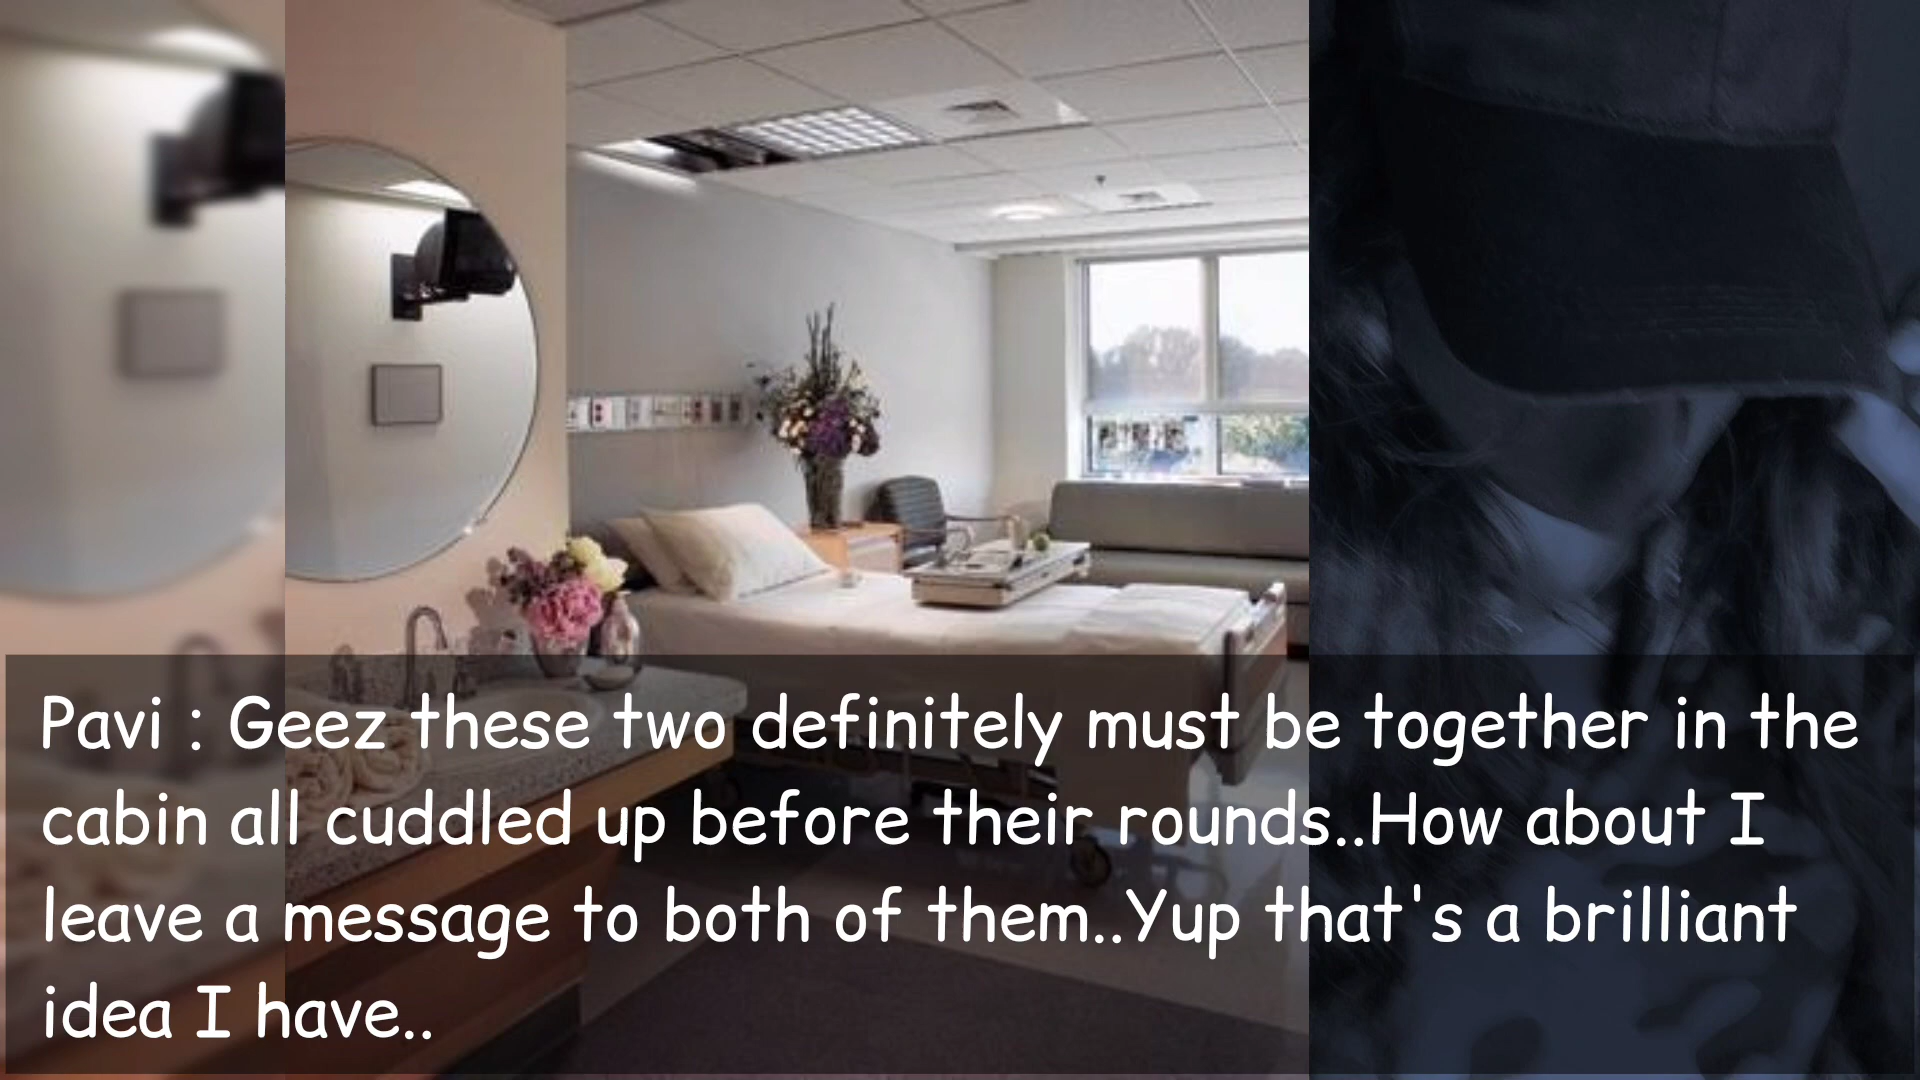 Pavi : Geez these two definitely must be together in the
cabin all cuddled up before their rounds..How about I
leave a message to both of them..Yup that's a brilliant
idea I have..